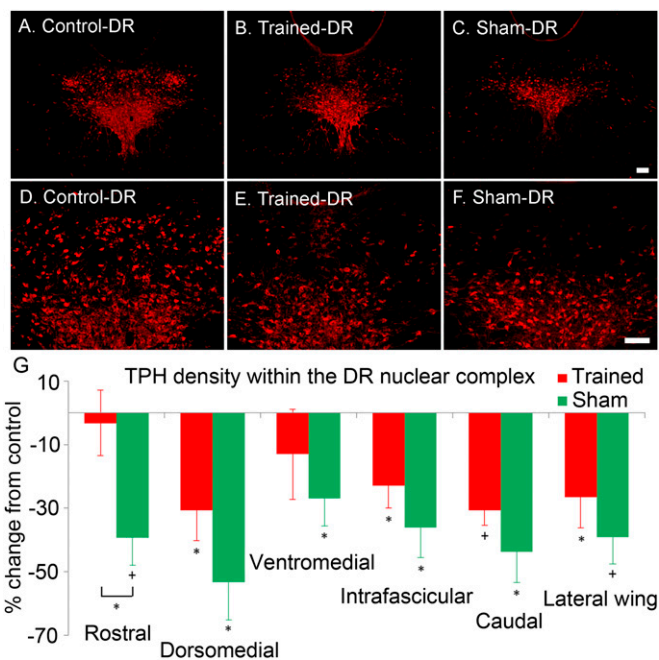 A. Control-DR
B. Trained-DR
C. Sham-DR
D. Control-DR
E. Trained-DR
F. Sham-DR
G
TPH density within the DR nuclear complex
Trained
Sham
% change from control
10
-10
-30
-50
-70
*
+
*
*
*
*
*
+
*
*
+
Rostral
Dorsomedial
Ventromedial
Intrafascicular
Caudal
Lateral wing